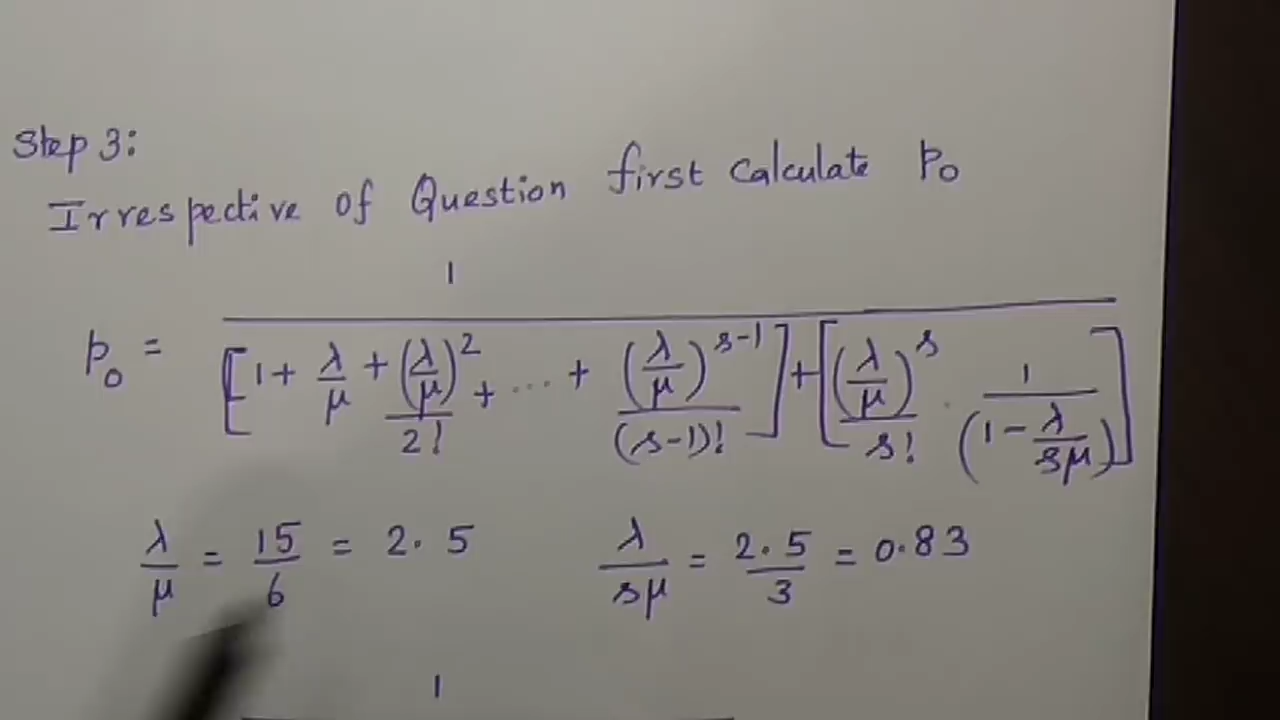 Step 3:
Irrespective of Question first calculate P₀
p₀ = 1 / ([1 + λ/μ + (λ/μ)²/2! + ... + (λ/μ)^(s-1)/(s-1)!] + [(λ/μ)^s/s! · 1/(1 - λ/sμ)])
λ/μ = 15/6 = 2.5 λ/sμ = 2.5/3 = 0.83
1